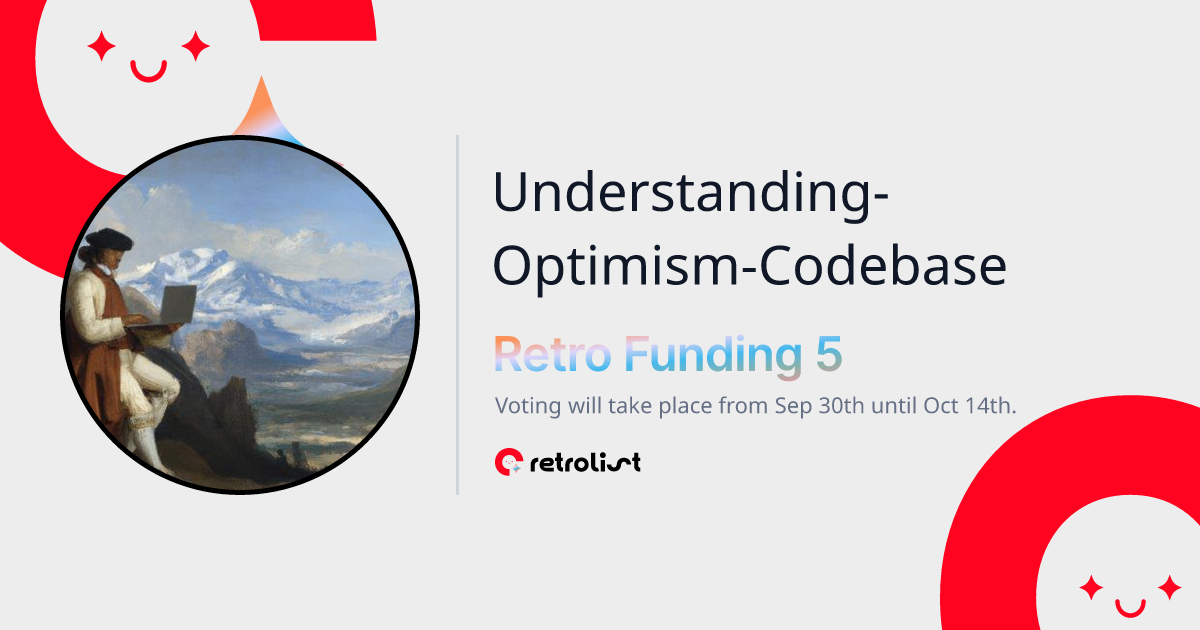 Understanding-
Optimism-Codebase
Retro Funding 5
Voting will take place from Sep 30th until Oct 14th.
retrolist